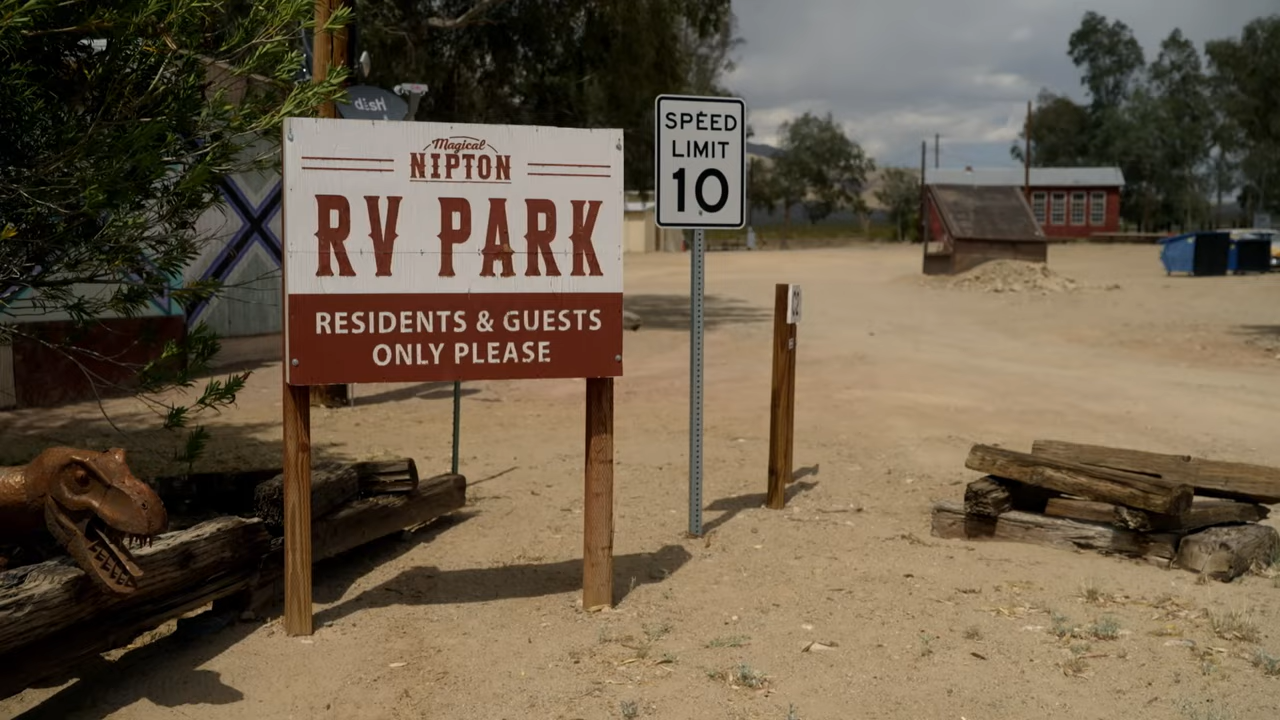 dish
Magical
NIPTON
RV PARK
RESIDENTS & GUESTS
ONLY PLEASE
SPEED
LIMIT
10